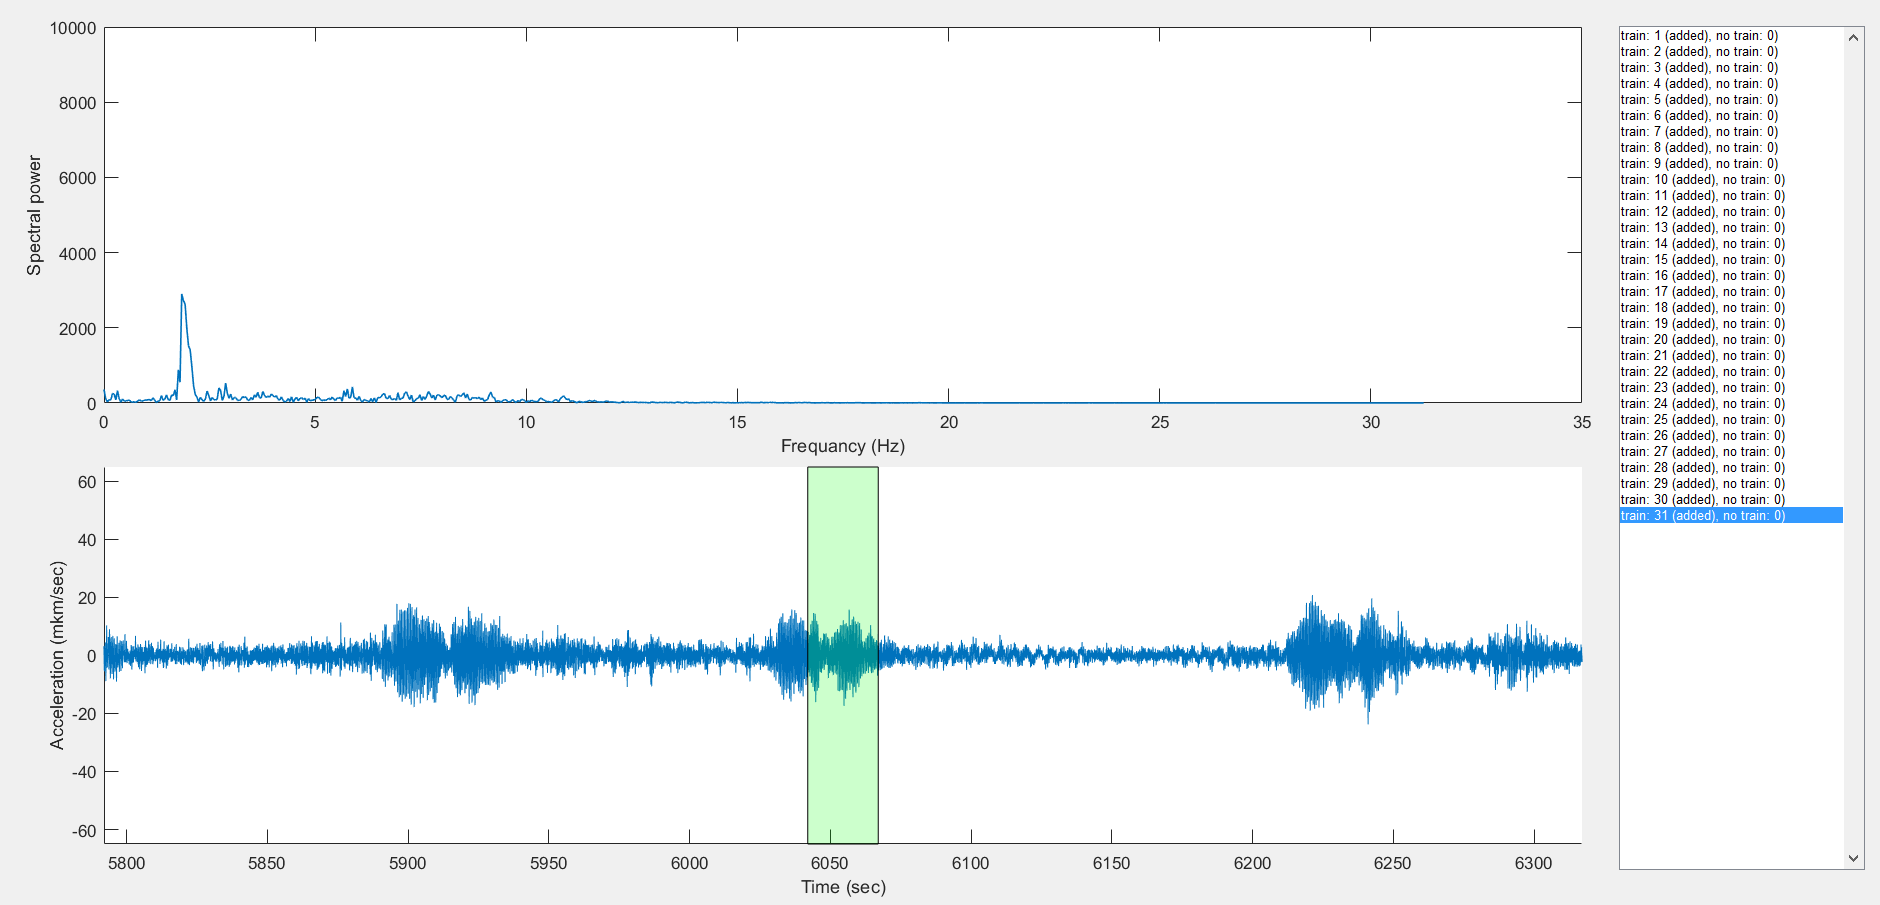 10000
8000
6000
4000
2000
0
Spectral power
0 5 10 15 20 25 30 35
Frequancy (Hz)
60
40
20
0
-20
-40
-60
Acceleration (mkm/sec)
5800 5850 5900 5950 6000 6050 6100 6150 6200 6250 6300
Time (sec)
train: 1 (added), no train: 0)
train: 2 (added), no train: 0)
train: 3 (added), no train: 0)
train: 4 (added), no train: 0)
train: 5 (added), no train: 0)
train: 6 (added), no train: 0)
train: 7 (added), no train: 0)
train: 8 (added), no train: 0)
train: 9 (added), no train: 0)
train: 10 (added), no train: 0)
train: 11 (added), no train: 0)
train: 12 (added), no train: 0)
train: 13 (added), no train: 0)
train: 14 (added), no train: 0)
train: 15 (added), no train: 0)
train: 16 (added), no train: 0)
train: 17 (added), no train: 0)
train: 18 (added), no train: 0)
train: 19 (added), no train: 0)
train: 20 (added), no train: 0)
train: 21 (added), no train: 0)
train: 22 (added), no train: 0)
train: 23 (added), no train: 0)
train: 24 (added), no train: 0)
train: 25 (added), no train: 0)
train: 26 (added), no train: 0)
train: 27 (added), no train: 0)
train: 28 (added), no train: 0)
train: 29 (added), no train: 0)
train: 30 (added), no train: 0)
train: 31 (added), no train: 0)